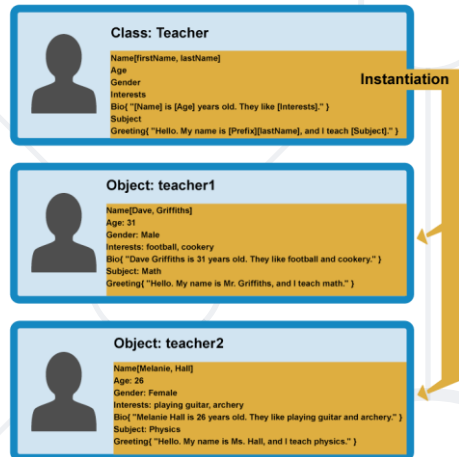 Class: Teacher
Name[firstName, lastName]
Age
Gender
Interests
Bio{ "[Name] is [Age] years old. They like [Interests]." }
Subject
Greeting{ "Hello. My name is [Prefix][lastName], and I teach [Subject]." }
Instantiation
Object: teacher1
Name[Dave, Griffiths]
Age: 31
Gender: Male
Interests: football, cookery
Bio{ "Dave Griffiths is 31 years old. They like football and cookery." }
Subject: Math
Greeting{ "Hello. My name is Mr. Griffiths, and I teach math." }
Object: teacher2
Name[Melanie, Hall]
Age: 26
Gender: Female
Interests: playing guitar, archery
Bio{ "Melanie Hall is 26 years old. They like playing guitar and archery." }
Subject: Physics
Greeting{ "Hello. My name is Ms. Hall, and I teach physics." }